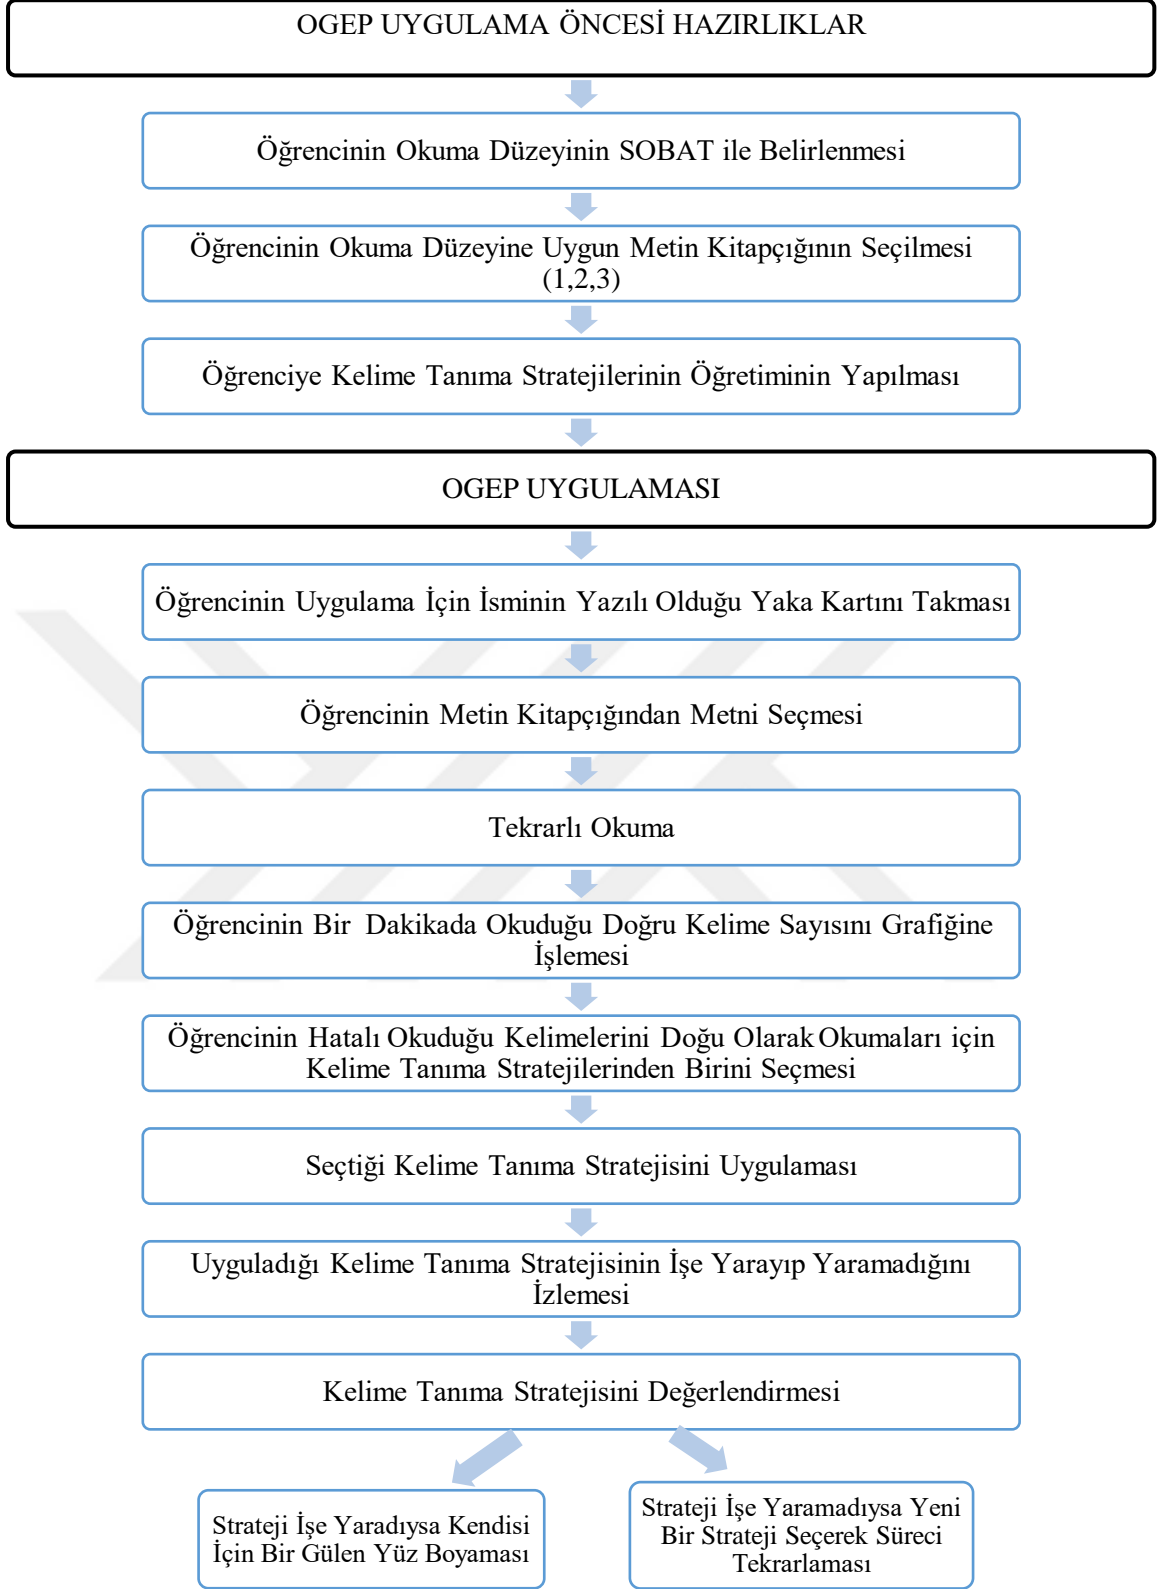 OGEP UYGULAMA ÖNCESİ HAZIRLIKLAR
Öğrencinin Okuma Düzeyinin SOBAT ile Belirlenmesi
Öğrencinin Okuma Düzeyine Uygun Metin Kitapçığının Seçilmesi
(1,2,3)
Öğrenciye Kelime Tanıma Stratejilerinin Öğretiminin Yapılması
OGEP UYGULAMASI
Öğrencinin Uygulama İçin İsminin Yazılı Olduğu Yaka Kartını Takması
Öğrencinin Metin Kitapçığından Metni Seçmesi
Tekrarlı Okuma
Öğrencinin Bir Dakikada Okuduğu Doğru Kelime Sayısını Grafiğine
İşlemesi
Öğrencinin Hatalı Okuduğu Kelimelerini Doğu Olarak Okumaları için
Kelime Tanıma Stratejilerinden Birini Seçmesi
Seçtiği Kelime Tanıma Stratejisini Uygulaması
Uyguladığı Kelime Tanıma Stratejisinin İşe Yarayıp Yaramadığını
İzlemesi
Kelime Tanıma Stratejisini Değerlendirmesi
Strateji İşe Yaradıysa Kendisi
İçin Bir Gülen Yüz Boyaması
Strateji İşe Yaramadıysa Yeni
Bir Strateji Seçerek Süreci
Tekrarlaması